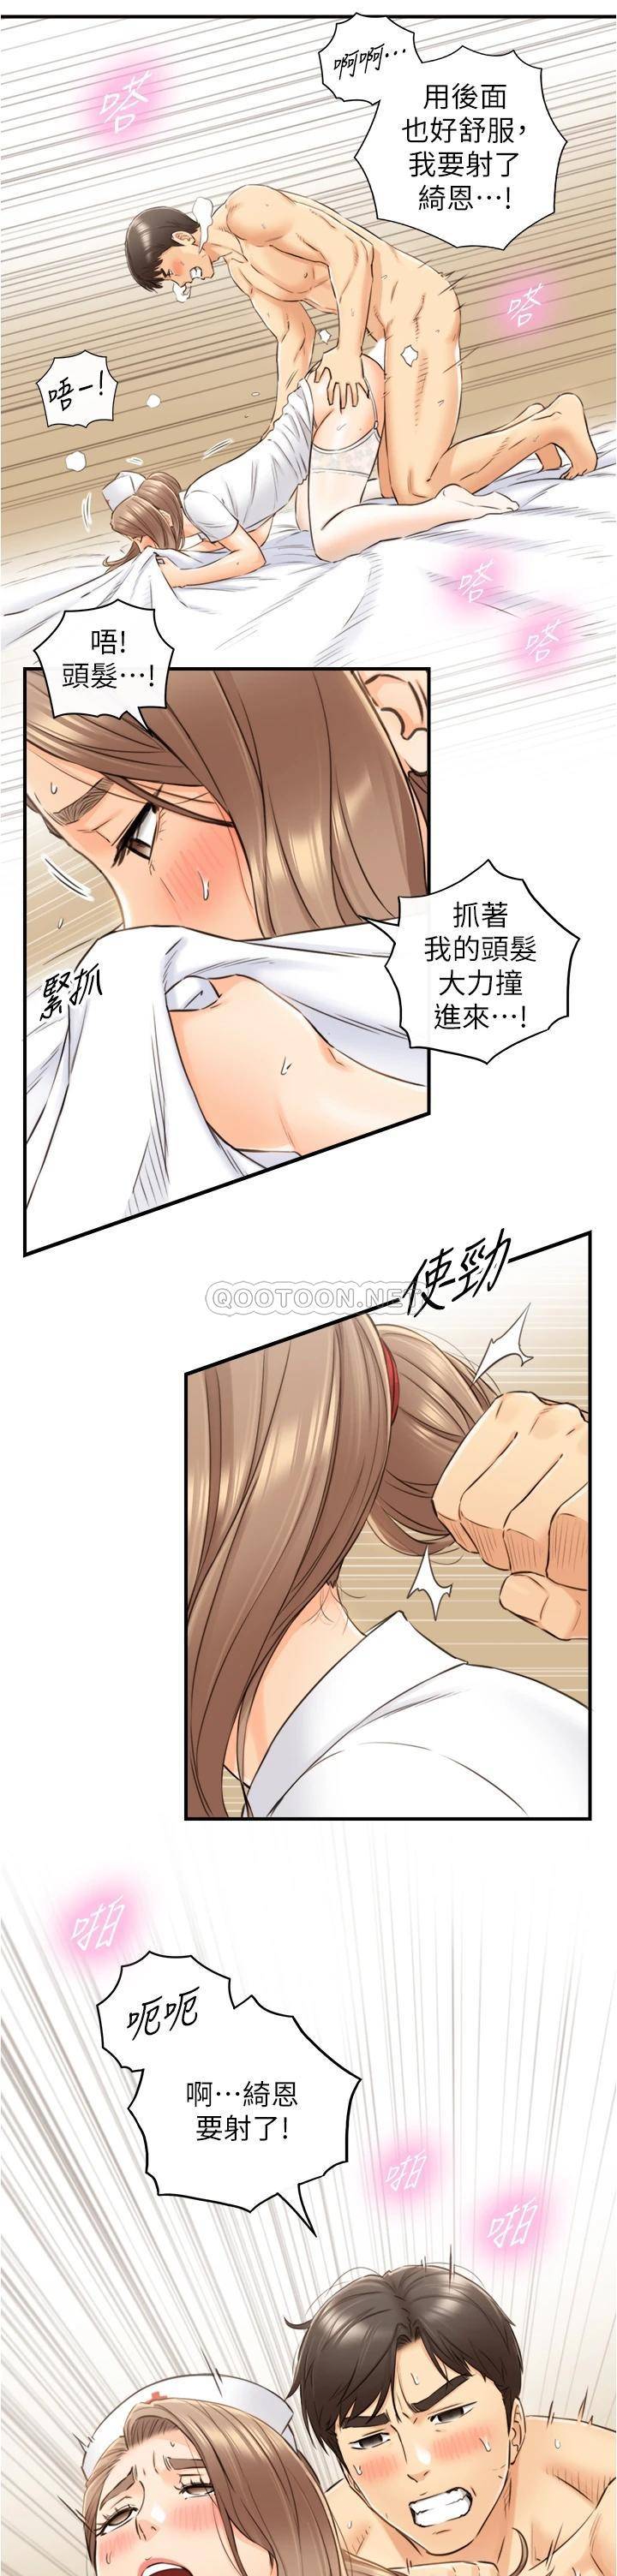 啊啊…
用後面
也好舒服，
我要射了
綺恩…!
嗒
嗒
唔-!
嗒
嗒
唔!
頭髮…!
抓著
我的頭髮
大力撞
進來…!
緊抓
使勁
QOOTOON.NET
啪
呃呃
啊…綺恩
要射了!
啪
啪